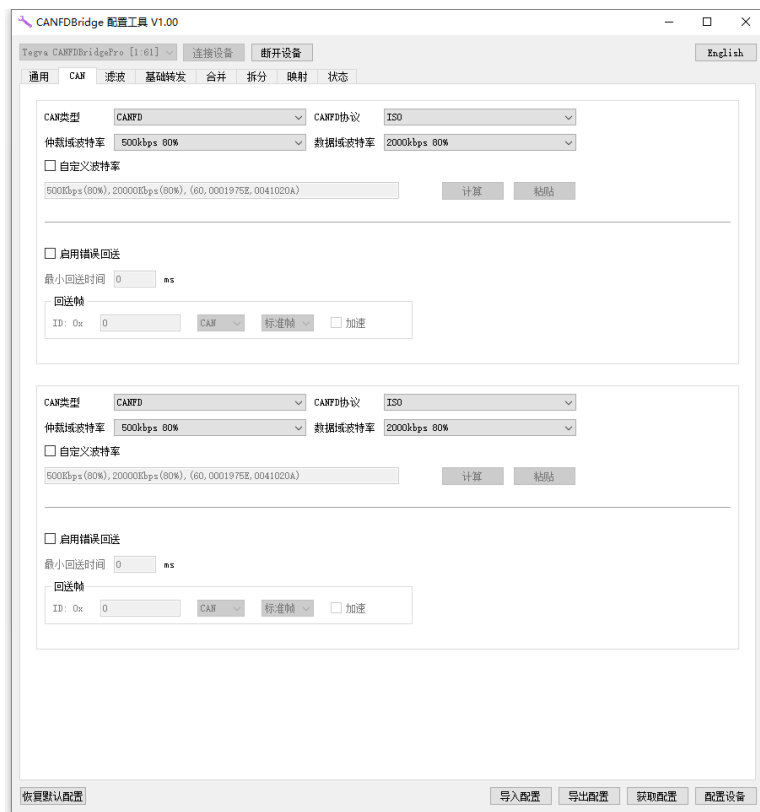 CANFDBridge 配置工具 V1.00
Tegva CANFDBridgePro [1:61] 连接设备 断开设备 English
通用 CAN 滤波 基础转发 合并 拆分 映射 状态
CAN类型 CANFD CANFD协议 ISO
仲裁域波特率 500kbps 80% 数据域波特率 2000kbps 80%
自定义波特率
500Kbps(80%),20000Kbps(80%),(60,0001975E,0041020A) 计算 粘贴
启用错误回送
最小回送时间 0 ms
回送帧
ID: 0x 0 CAN 标准帧 加速
CAN类型 CANFD CANFD协议 ISO
仲裁域波特率 500kbps 80% 数据域波特率 2000kbps 80%
自定义波特率
500Kbps(80%),20000Kbps(80%),(60,0001975E,0041020A) 计算 粘贴
启用错误回送
最小回送时间 0 ms
回送帧
ID: 0x 0 CAN 标准帧 加速
恢复默认配置 导入配置 导出配置 获取配置 配置设备